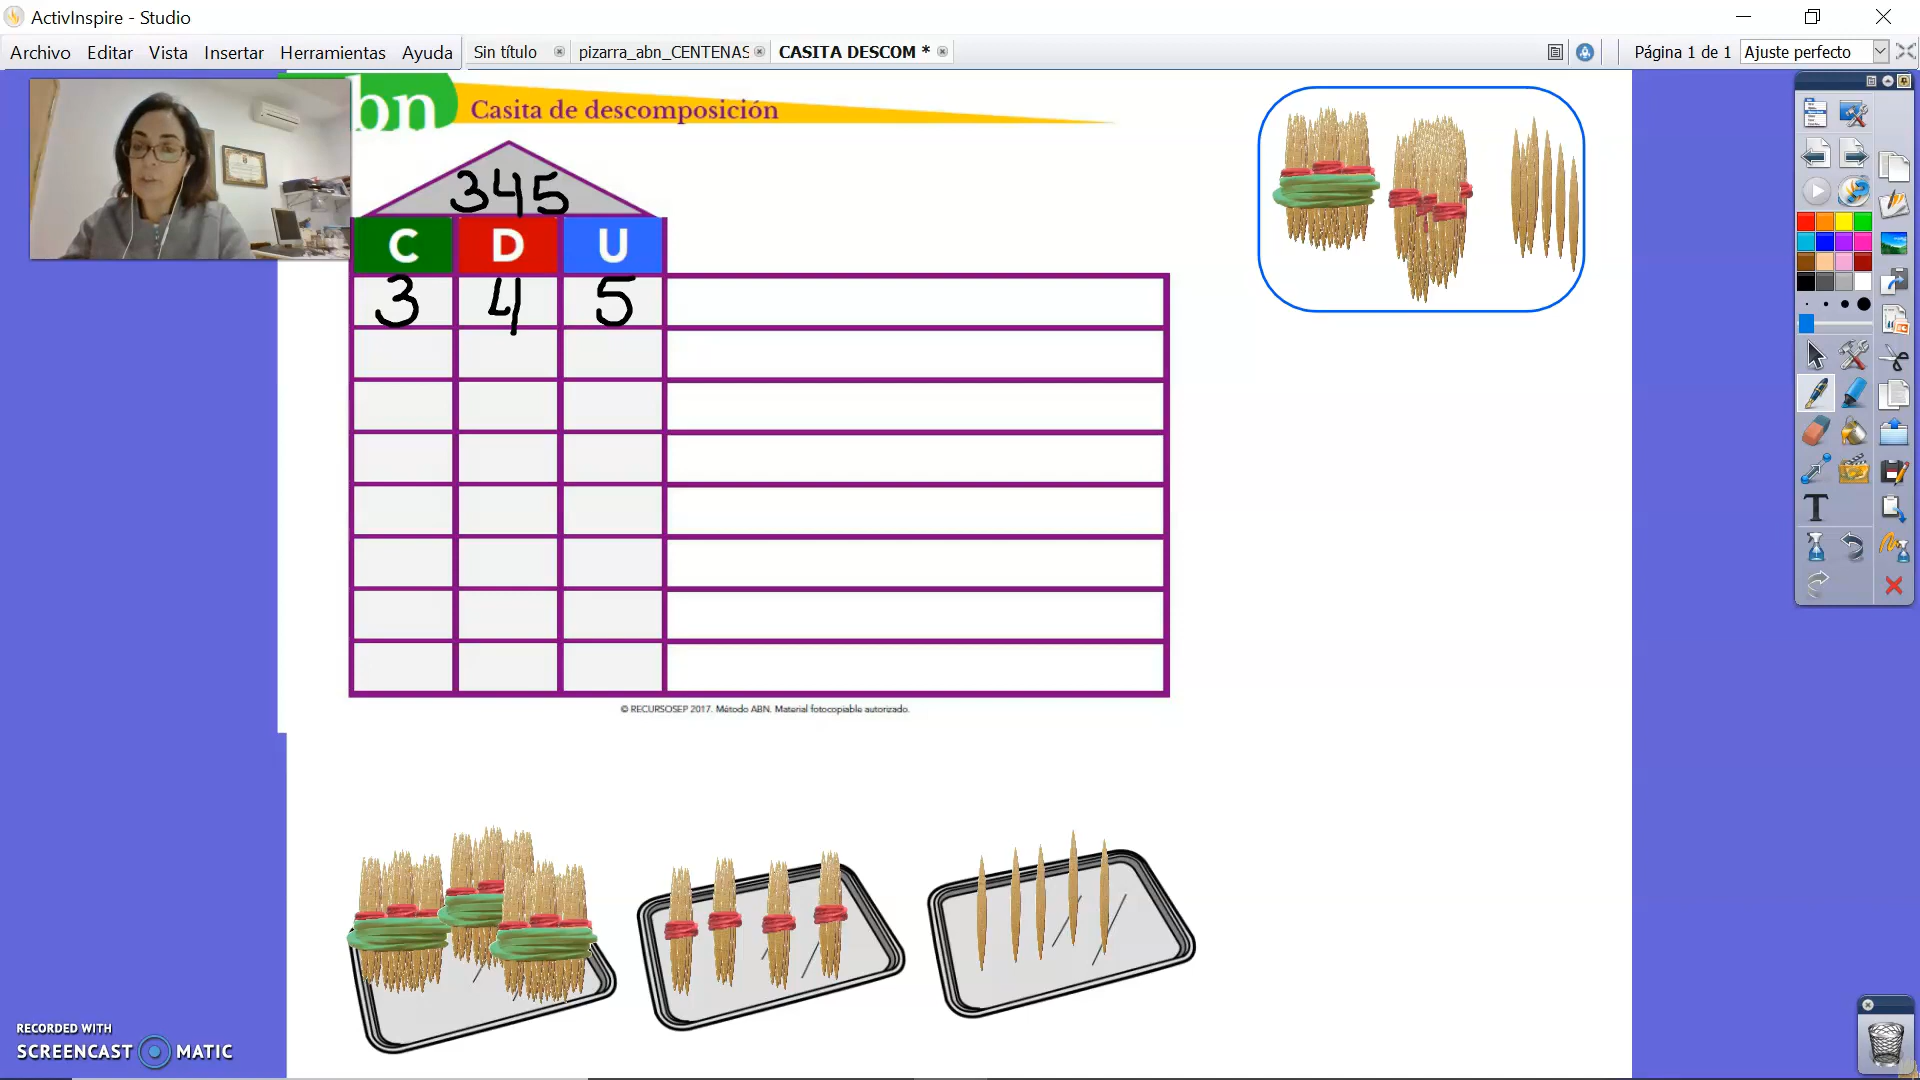 ActivInspire - Studio
Archivo Editar Vista Insertar Herramientas Ayuda
Sin título
pizarra_abn_CENTENAS
CASITA DESCOM *
Página 1 de 1
Ajuste perfecto
bn
Casita de descomposición
345
C D U
3 4 5
© RECURSOSEP 2017. Método ABN. Material fotocopiable autorizado.
T
RECORDED WITH
SCREENCAST MATIC